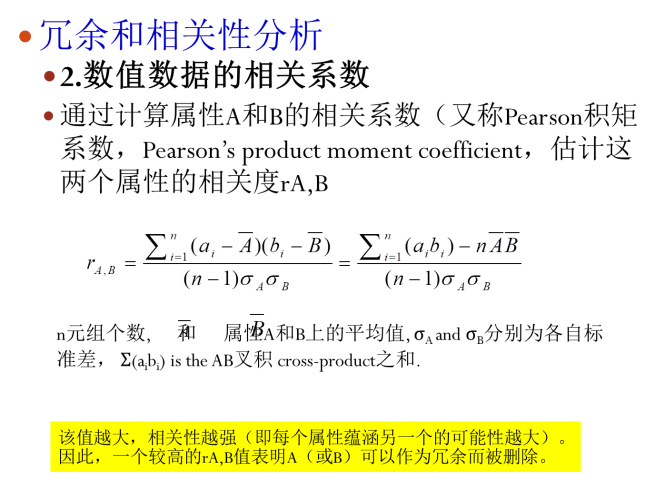 冗余和相关性分析
2.数值数据的相关系数
通过计算属性A和B的相关系数（又称Pearson积矩
系数，Pearson's product moment coefficient，估计这
两个属性的相关度rA,B
r_{A,B} = \frac{\sum_{i=1}^{n}(a_i - \overline{A})(b_i - \overline{B})}{(n-1)\sigma_A\sigma_B} = \frac{\sum_{i=1}^{n}(a_i b_i) - n\overline{A}\overline{B}}{(n-1)\sigma_A\sigma_B}
n元组个数, 和 \overline{B} 属性A和B上的平均值, σ_A and σ_B分别为各自标
准差， Σ(a_ib_i) is the AB叉积 cross-product之和.
该值越大，相关性越强（即每个属性蕴涵另一个的可能性越大）。
因此，一个较高的rA,B值表明A（或B）可以作为冗余而被删除。